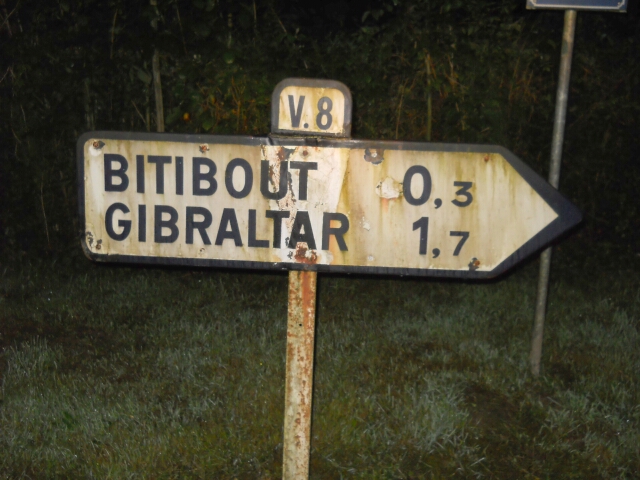 V.8
BITIBOUT 0,3
GIBRALTAR 1,7